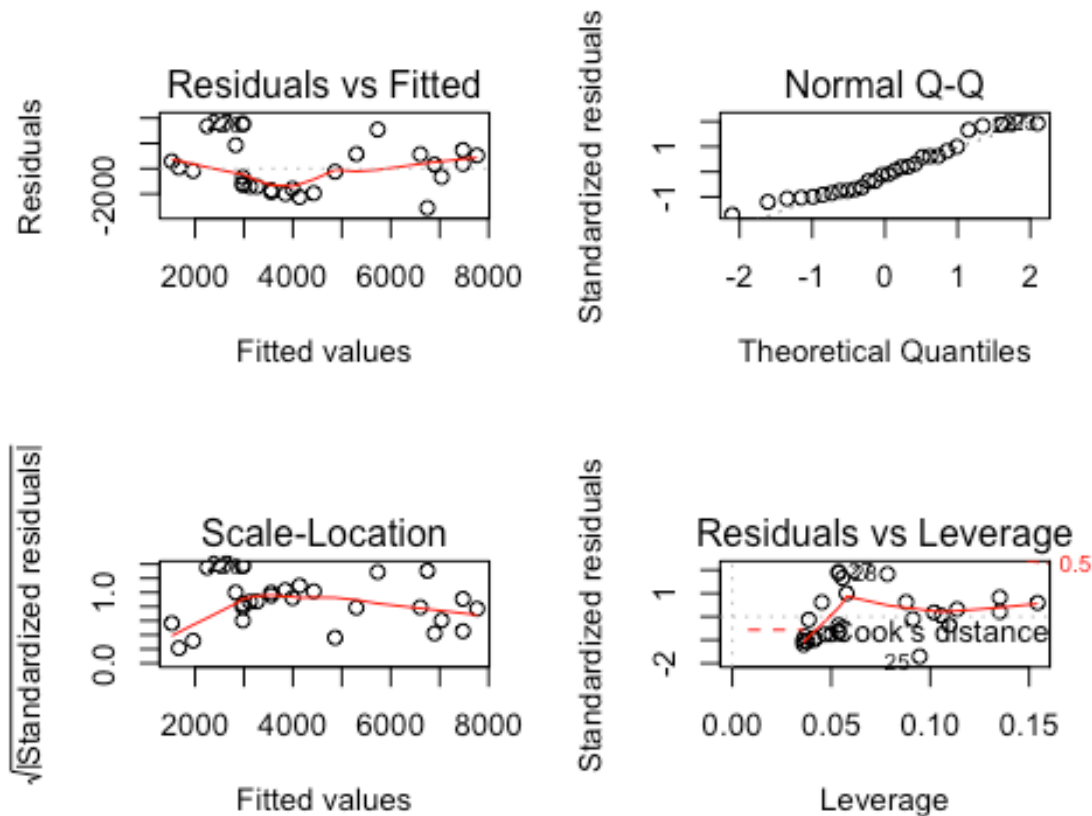 Residuals vs Fitted
Residuals
-2000
2000 4000 6000 8000
Fitted values
Normal Q-Q
Standardized residuals
-1 1
-2 -1 0 1 2
Theoretical Quantiles
Scale-Location
√|Standardized residuals|
0.0 1.0
2000 4000 6000 8000
Fitted values
Residuals vs Leverage
Standardized residuals
-2 1
28
0.5
Cook's distance
25
0.00 0.05 0.10 0.15
Leverage